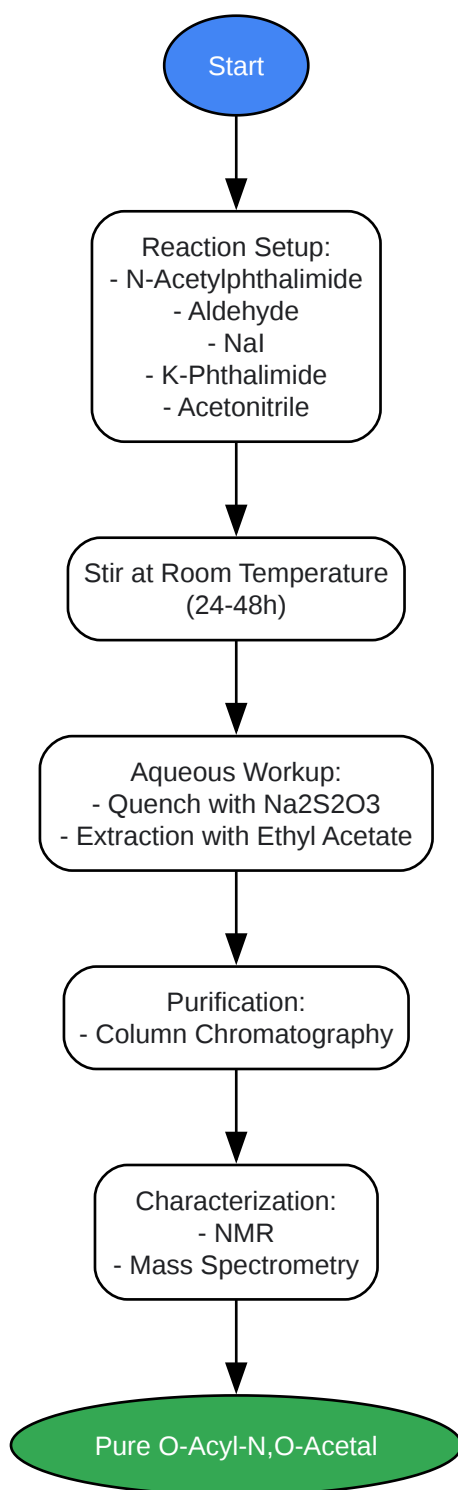 Start
Reaction Setup:
- N-Acetylphthalimide
- Aldehyde
- NaI
- K-Phthalimide
- Acetonitrile
Stir at Room Temperature
(24-48h)
Aqueous Workup:
- Quench with Na2S2O3
- Extraction with Ethyl Acetate
Purification:
- Column Chromatography
Characterization:
- NMR
- Mass Spectrometry
Pure O-Acyl-N,O-Acetal